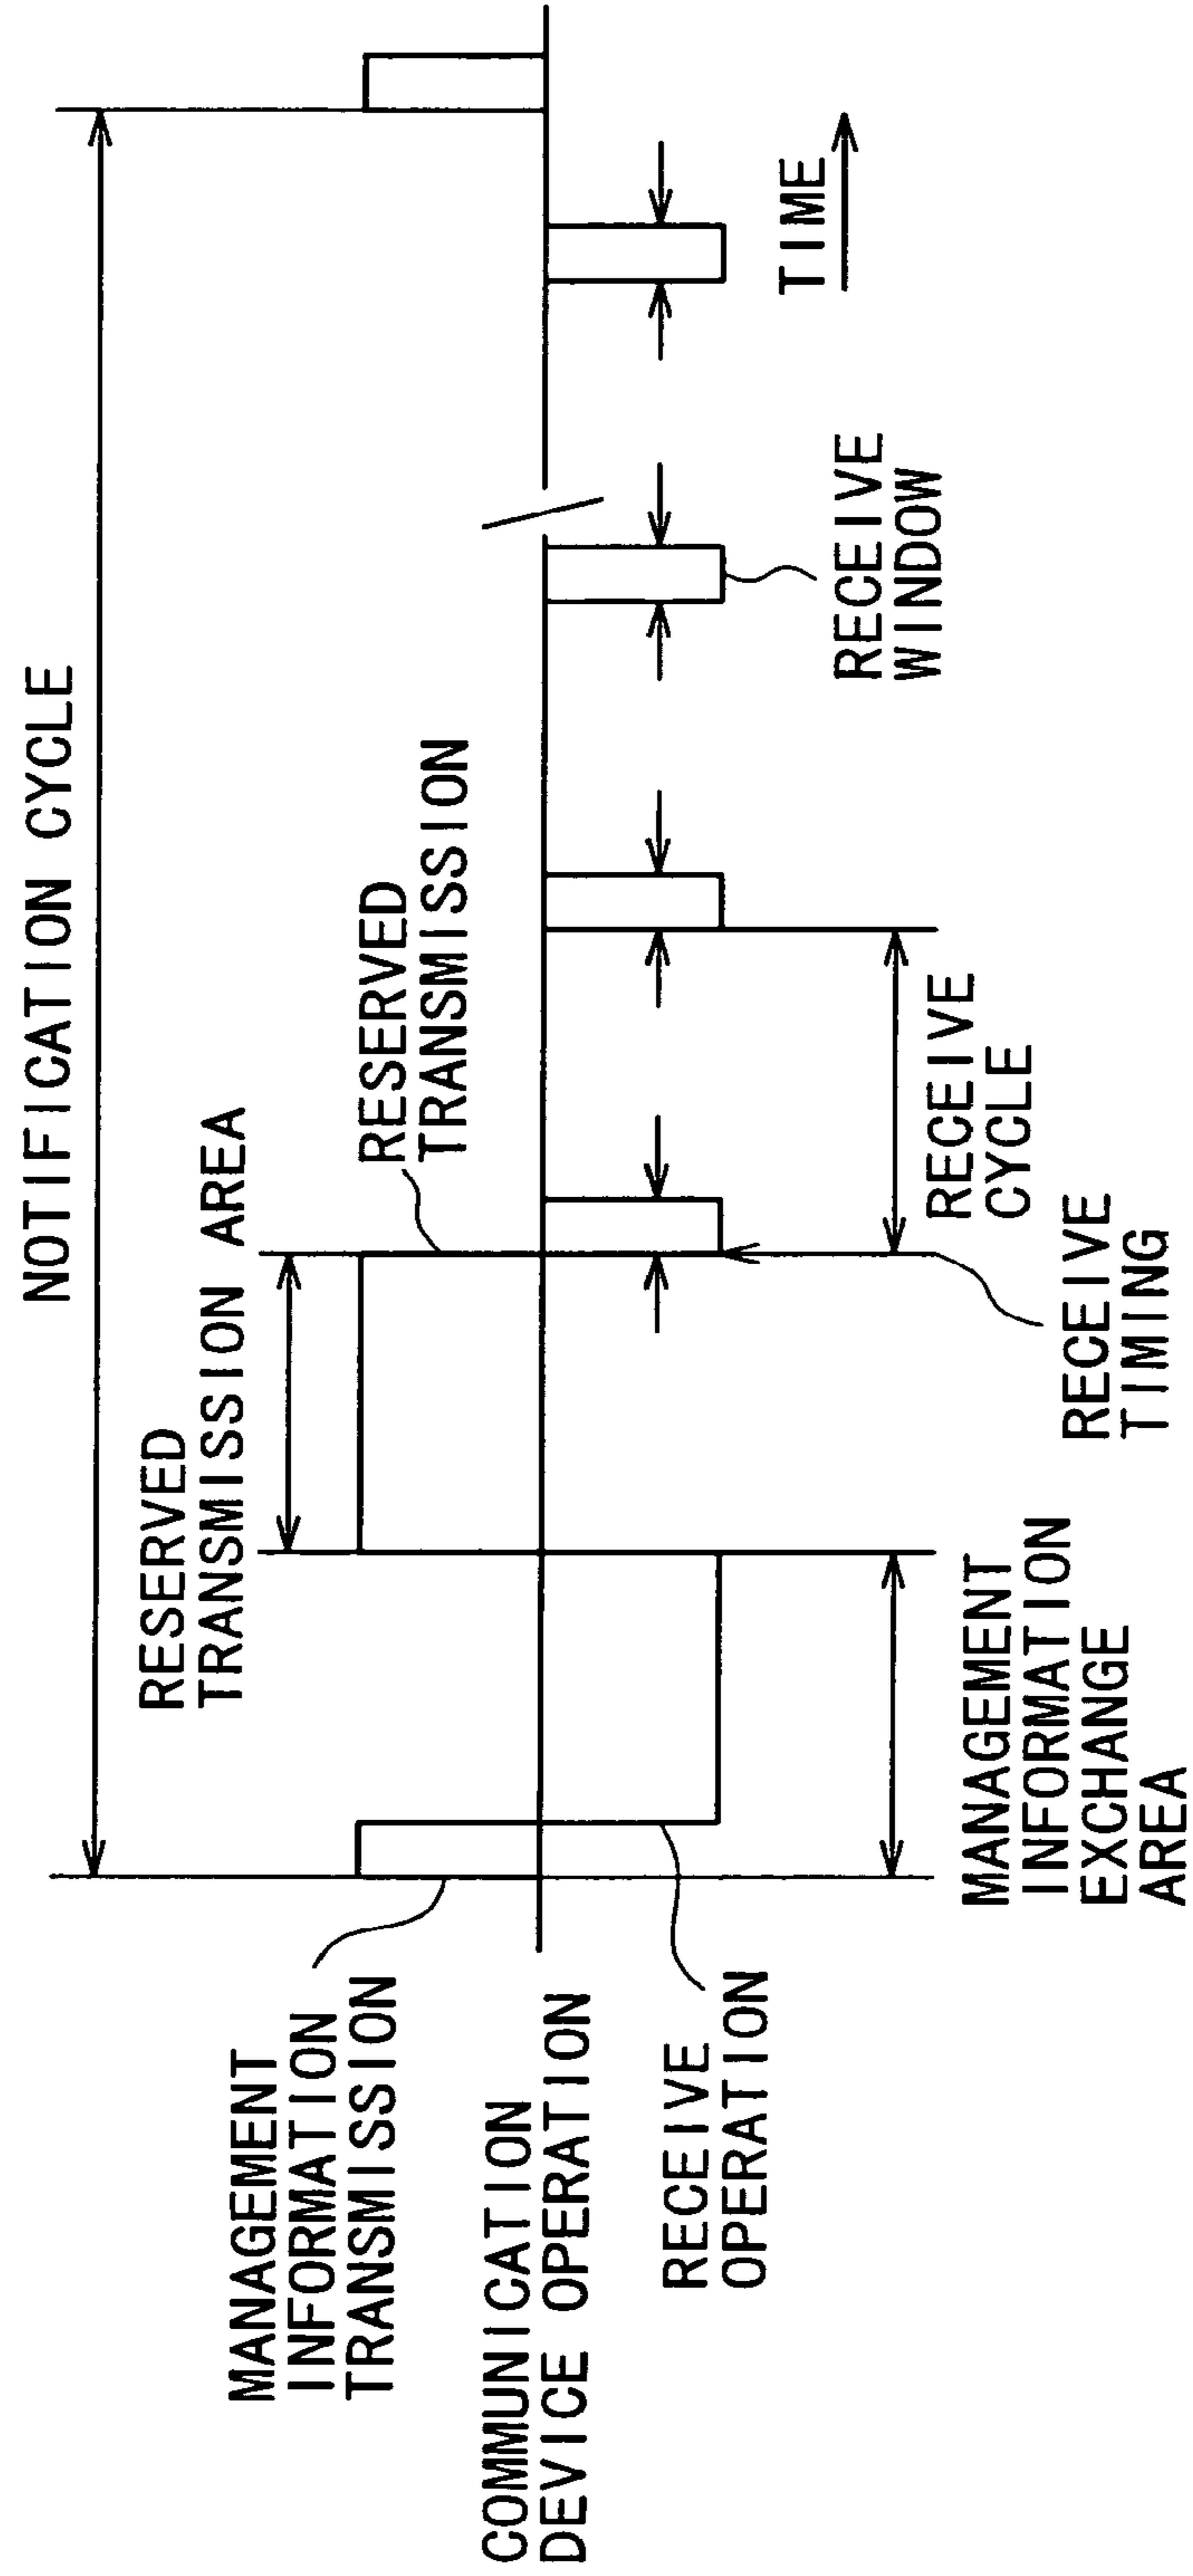 NOTIFICATION CYCLE
RESERVED
TRANSMISSION AREA
MANAGEMENT
INFORMATION
TRANSMISSION
RESERVED
TRANSMISSION
COMMUNICATION
DEVICE OPERATION
RECEIVE
OPERATION
TIME
RECEIVE
WINDOW
RECEIVE
CYCLE
MANAGEMENT
INFORMATION
EXCHANGE
AREA
RECEIVE
TIMING